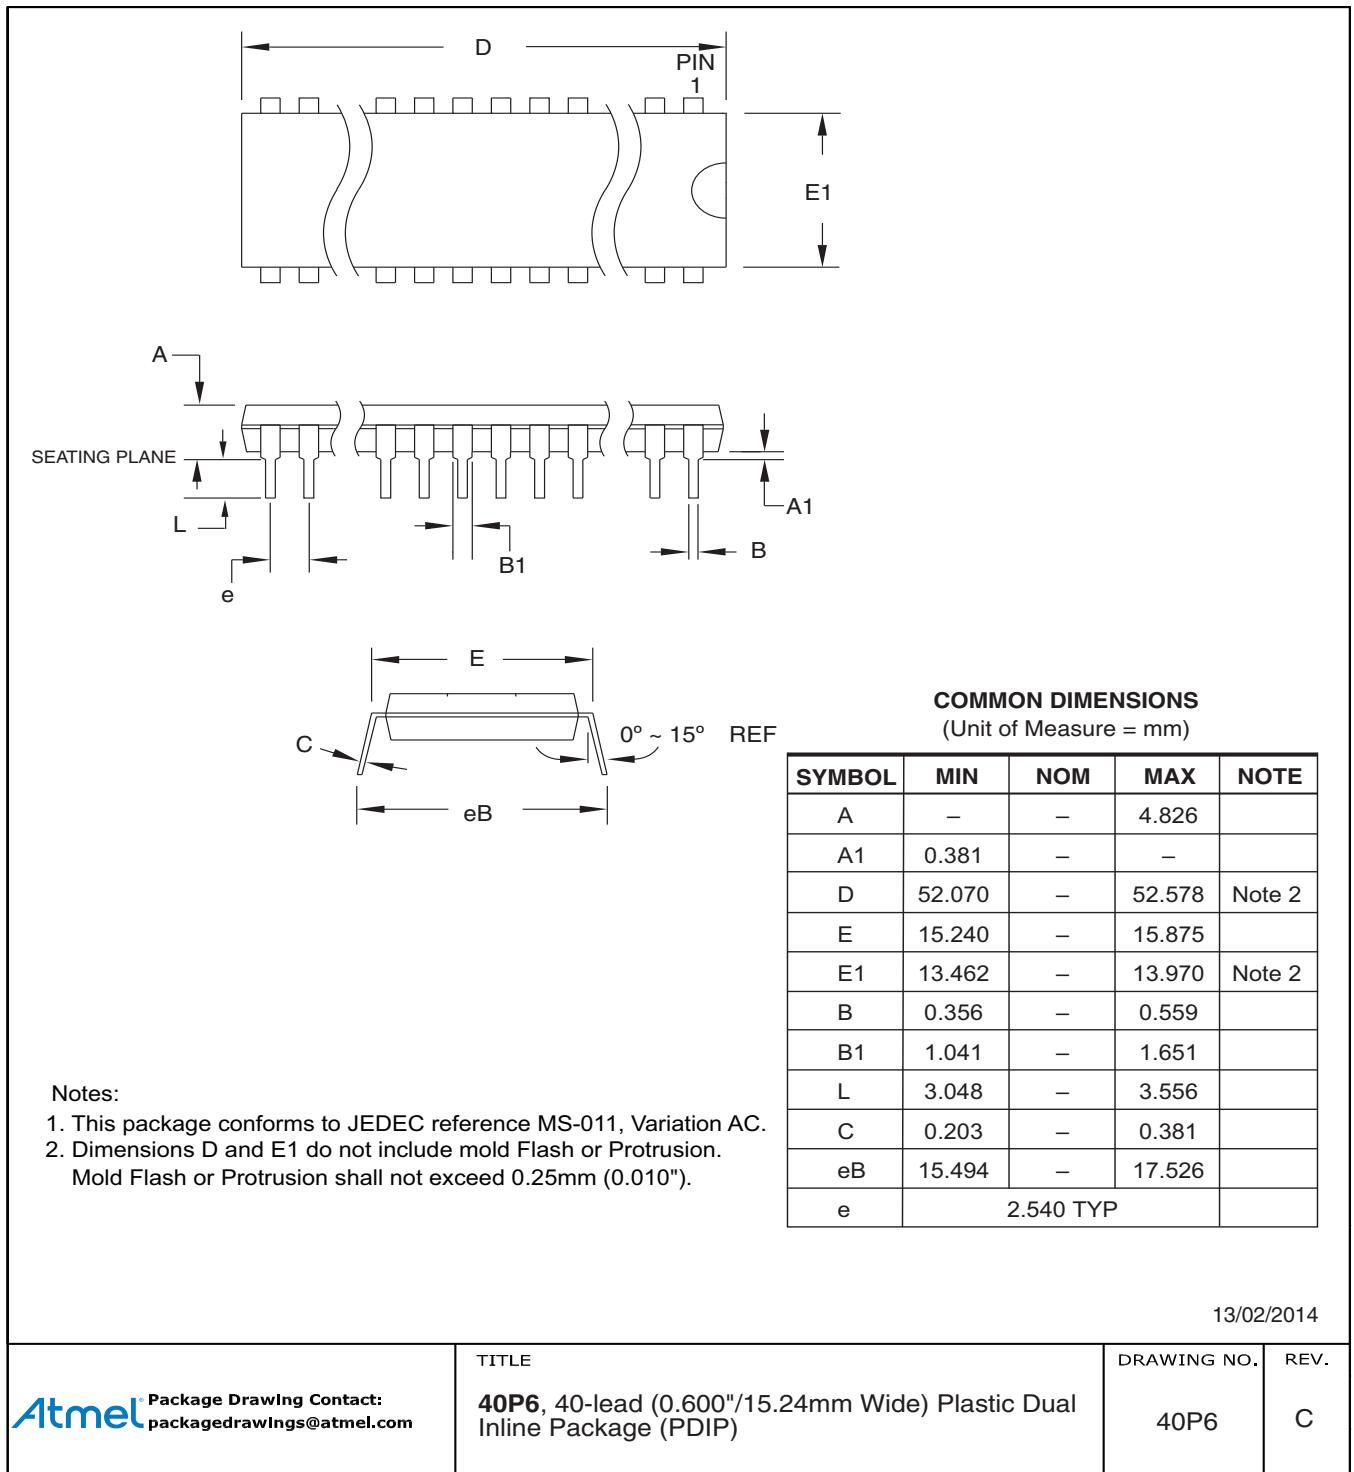 D
PIN
1
E1
A
SEATING PLANE
L
A1
B1
B
e
E
C
0º ~ 15º REF
eB
COMMON DIMENSIONS
(Unit of Measure = mm)
SYMBOL MIN NOM MAX NOTE
A – – 4.826
A1 0.381 – –
D 52.070 – 52.578 Note 2
E 15.240 – 15.875
E1 13.462 – 13.970 Note 2
B 0.356 – 0.559
B1 1.041 – 1.651
L 3.048 – 3.556
C 0.203 – 0.381
eB 15.494 – 17.526
e 2.540 TYP
Notes:
1. This package conforms to JEDEC reference MS-011, Variation AC.
2. Dimensions D and E1 do not include mold Flash or Protrusion.
Mold Flash or Protrusion shall not exceed 0.25mm (0.010").
13/02/2014
Atmel
Package Drawing Contact:
packagedrawings@atmel.com
TITLE
40P6, 40-lead (0.600"/15.24mm Wide) Plastic Dual
Inline Package (PDIP)
DRAWING NO.
40P6
REV.
C